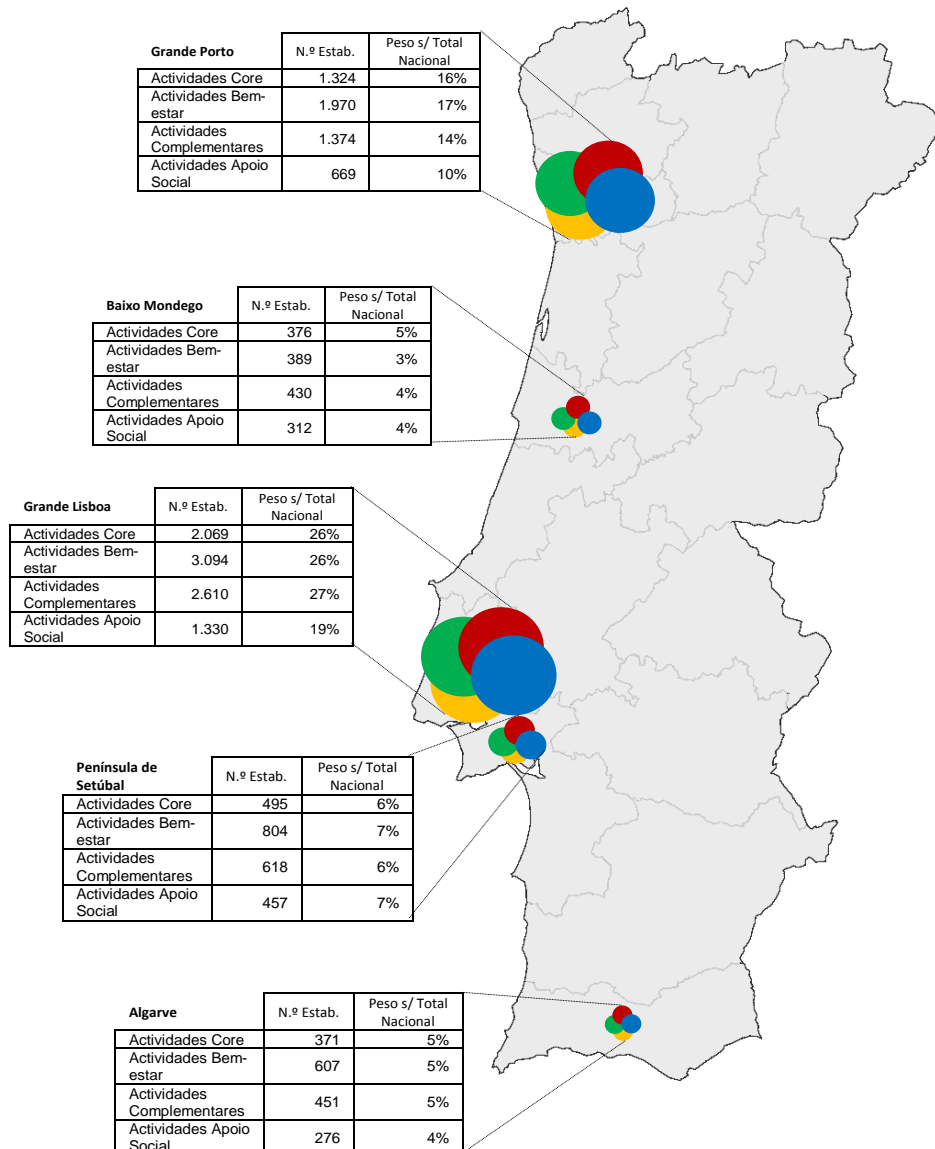 Grande Porto N.º Estab. Peso s/ Total
Nacional
Actividades Core 1.324 16%
Actividades Bem-
estar 1.970 17%
Actividades
Complementares 1.374 14%
Actividades Apoio
Social 669 10%
Baixo Mondego N.º Estab. Peso s/ Total
Nacional
Actividades Core 376 5%
Actividades Bem-
estar 389 3%
Actividades
Complementares 430 4%
Actividades Apoio
Social 312 4%
Grande Lisboa N.º Estab. Peso s/ Total
Nacional
Actividades Core 2.069 26%
Actividades Bem-
estar 3.094 26%
Actividades
Complementares 2.610 27%
Actividades Apoio
Social 1.330 19%
Península de
Setúbal N.º Estab. Peso s/ Total
Nacional
Actividades Core 495 6%
Actividades Bem-
estar 804 7%
Actividades
Complementares 618 6%
Actividades Apoio
Social 457 7%
Algarve N.º Estab. Peso s/ Total
Nacional
Actividades Core 371 5%
Actividades Bem-
estar 607 5%
Actividades
Complementares 451 5%
Actividades Apoio
Social 276 4%